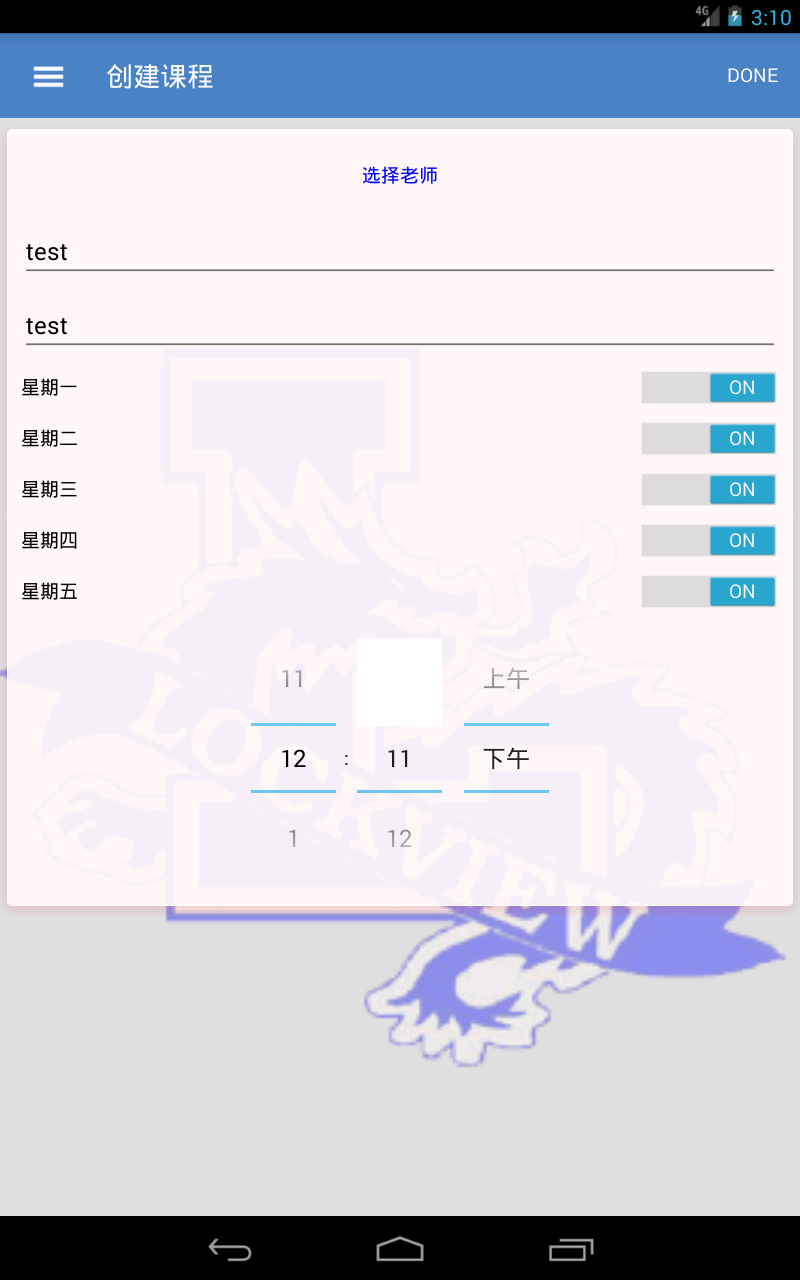 4G 3:10
创建课程 DONE
选择老师
test
test
星期一 ON
星期二 ON
星期三 ON
星期四 ON
星期五 ON
11 上午
12 : 11 下午
1 12
LOCKVIEW